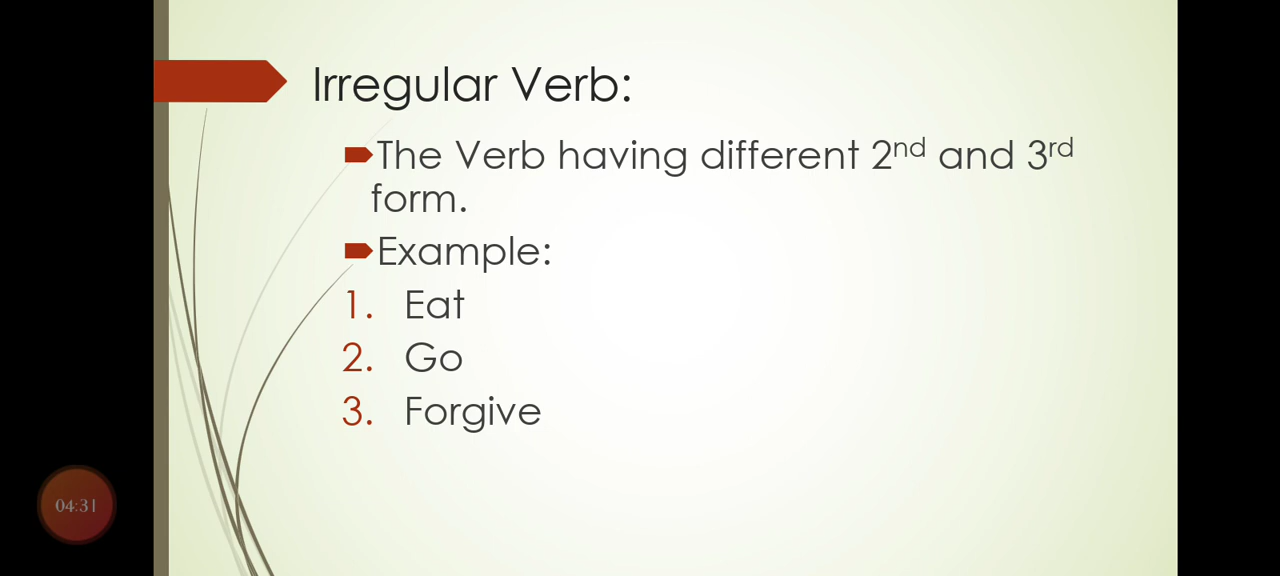 Irregular Verb:
The Verb having different 2nd and 3rd
form.
Example:
1. Eat
2. Go
3. Forgive
04:31